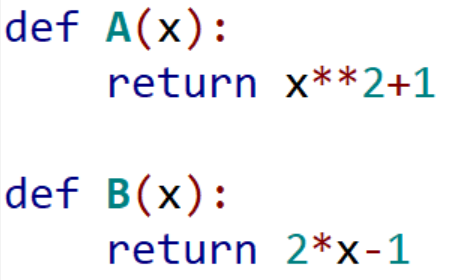 def A(x):
    return x**2+1

def B(x):
    return 2*x-1